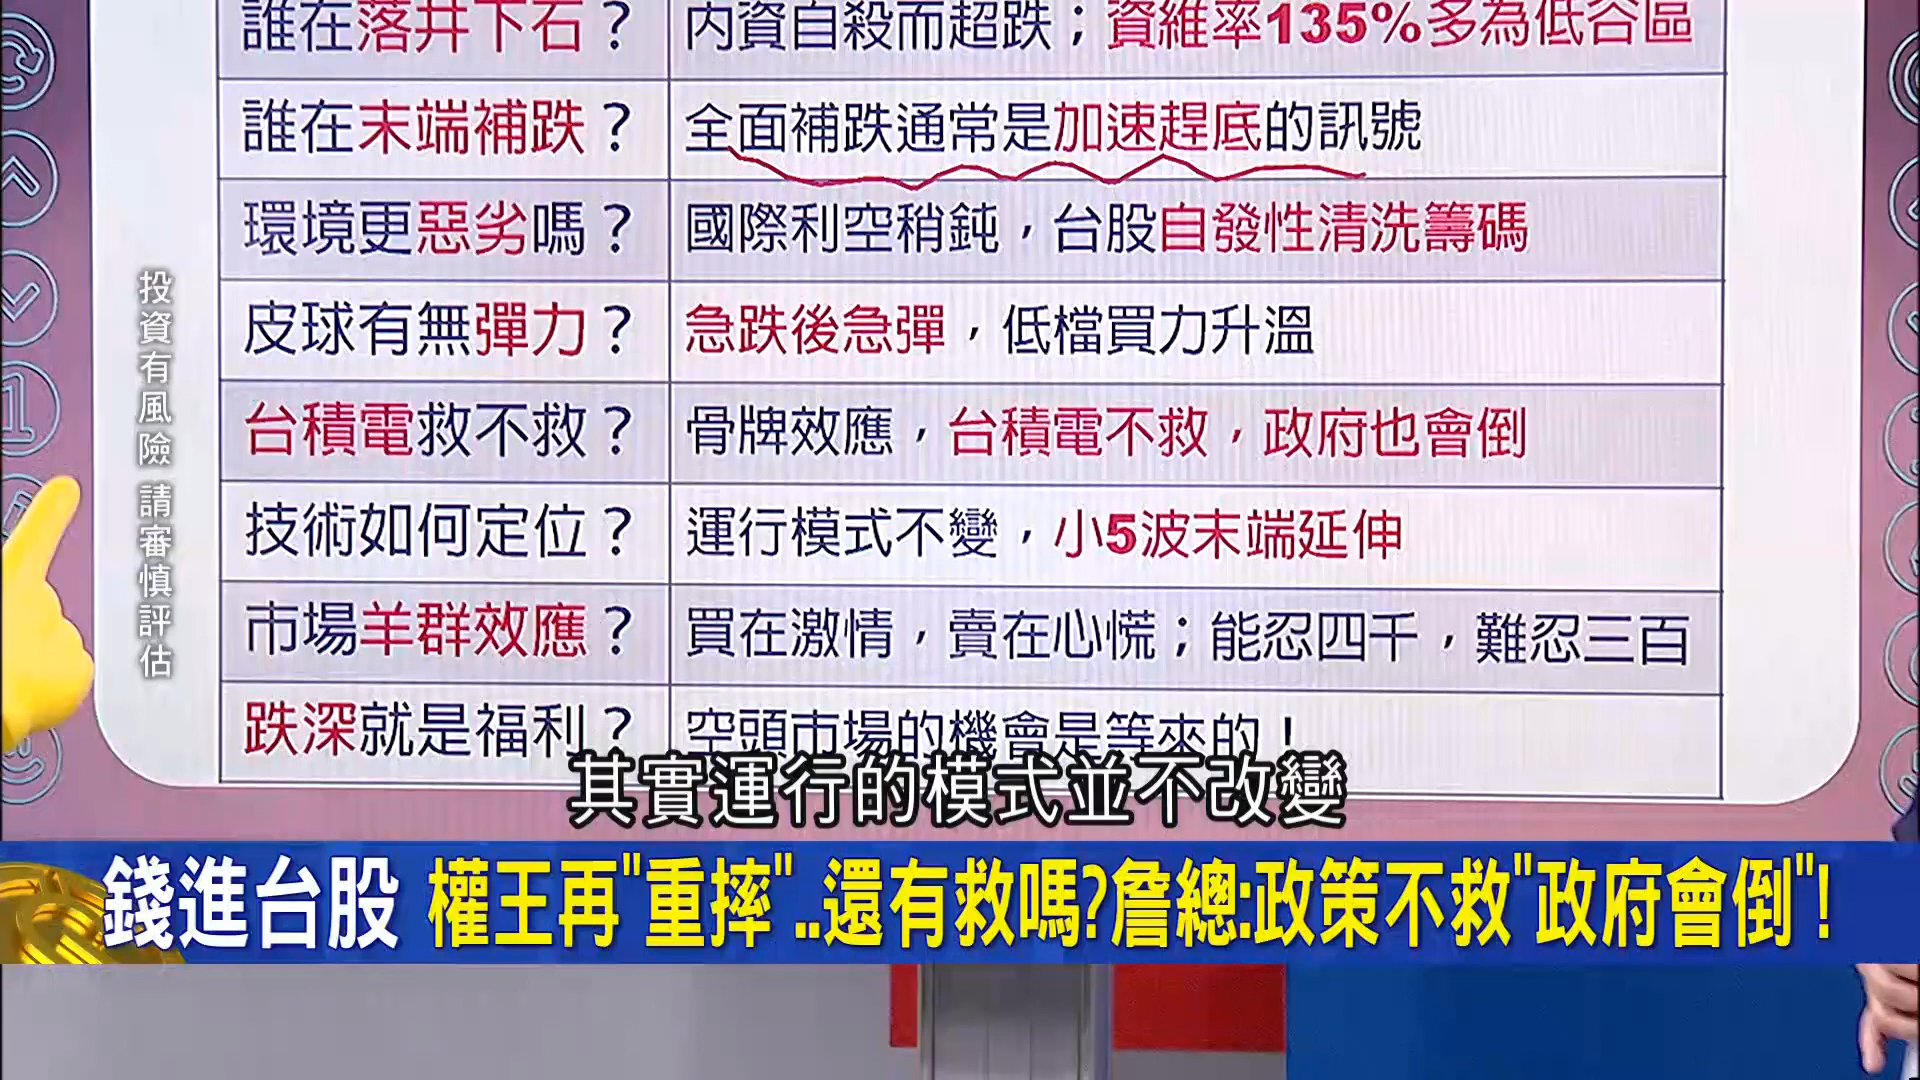 誰在落井下石？ 內資自殺而超跌；資維率135%多為低谷區
誰在末端補跌？ 全面補跌通常是加速趕底的訊號
環境更惡劣嗎？ 國際利空稍鈍，台股自發性清洗籌碼
皮球有無彈力？ 急跌後急彈，低檔買力升溫
台積電救不救？ 骨牌效應，台積電不救，政府也會倒
技術如何定位？ 運行模式不變，小5波末端延伸
市場羊群效應？ 買在激情，賣在心慌；能忍四千，難忍三百
跌深就是福利？ 空頭市場的機會是等來的！
投資有風險 請審慎評估
其實運行的模式並不改變
錢進台股 權王再"重摔"..還有救嗎?詹總:政策不救"政府會倒"!